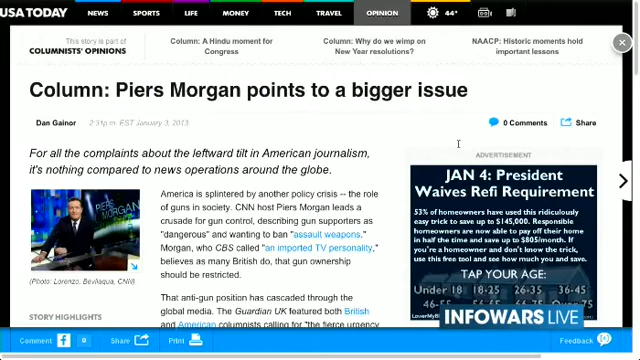 USA TODAY NEWS SPORTS LIFE MONEY TECH TRAVEL OPINION 44°
This story is part of
COLUMNISTS' OPINIONS
Column: A Hindu moment for
Congress
Column: Why do we wimp on
New Year resolutions?
NAACP: Historic moments hold
important lessons
Column: Piers Morgan points to a bigger issue
Dan Gainor 2:31p.m. EST January 3, 2013
0 Comments Share
For all the complaints about the leftward tilt in American journalism,
it's nothing compared to news operations around the globe.
PIERS
MORGAN
(Photo: Lorenzo, Bevilaqua, CNN)
STORY HIGHLIGHTS
America is splintered by another policy crisis -- the role
of guns in society. CNN host Piers Morgan leads a
crusade for gun control, describing gun supporters as
"dangerous" and wanting to ban "assault weapons."
Morgan, who CBS called "an imported TV personality,"
believes as many British do, that gun ownership
should be restricted.
That anti-gun position has cascaded through the
global media. The Guardian UK featured both British
and American columnists calling for "the fierce urgency
ADVERTISEMENT
JAN 4: President
Waives Refi Requirement
53% of homeowners have used this ridiculously
easy trick to save up to $145,000. Responsible
homeowners are now able to pay off their home
in half the time and save up to $805/month. If
you're a homeowner and don't know the trick,
use this free tool and see how much you and save.
TAP YOUR AGE:
Under 18 18-25 26-35 36-45
INFOWARS LIVE
Comment 0 Share Print Feedback